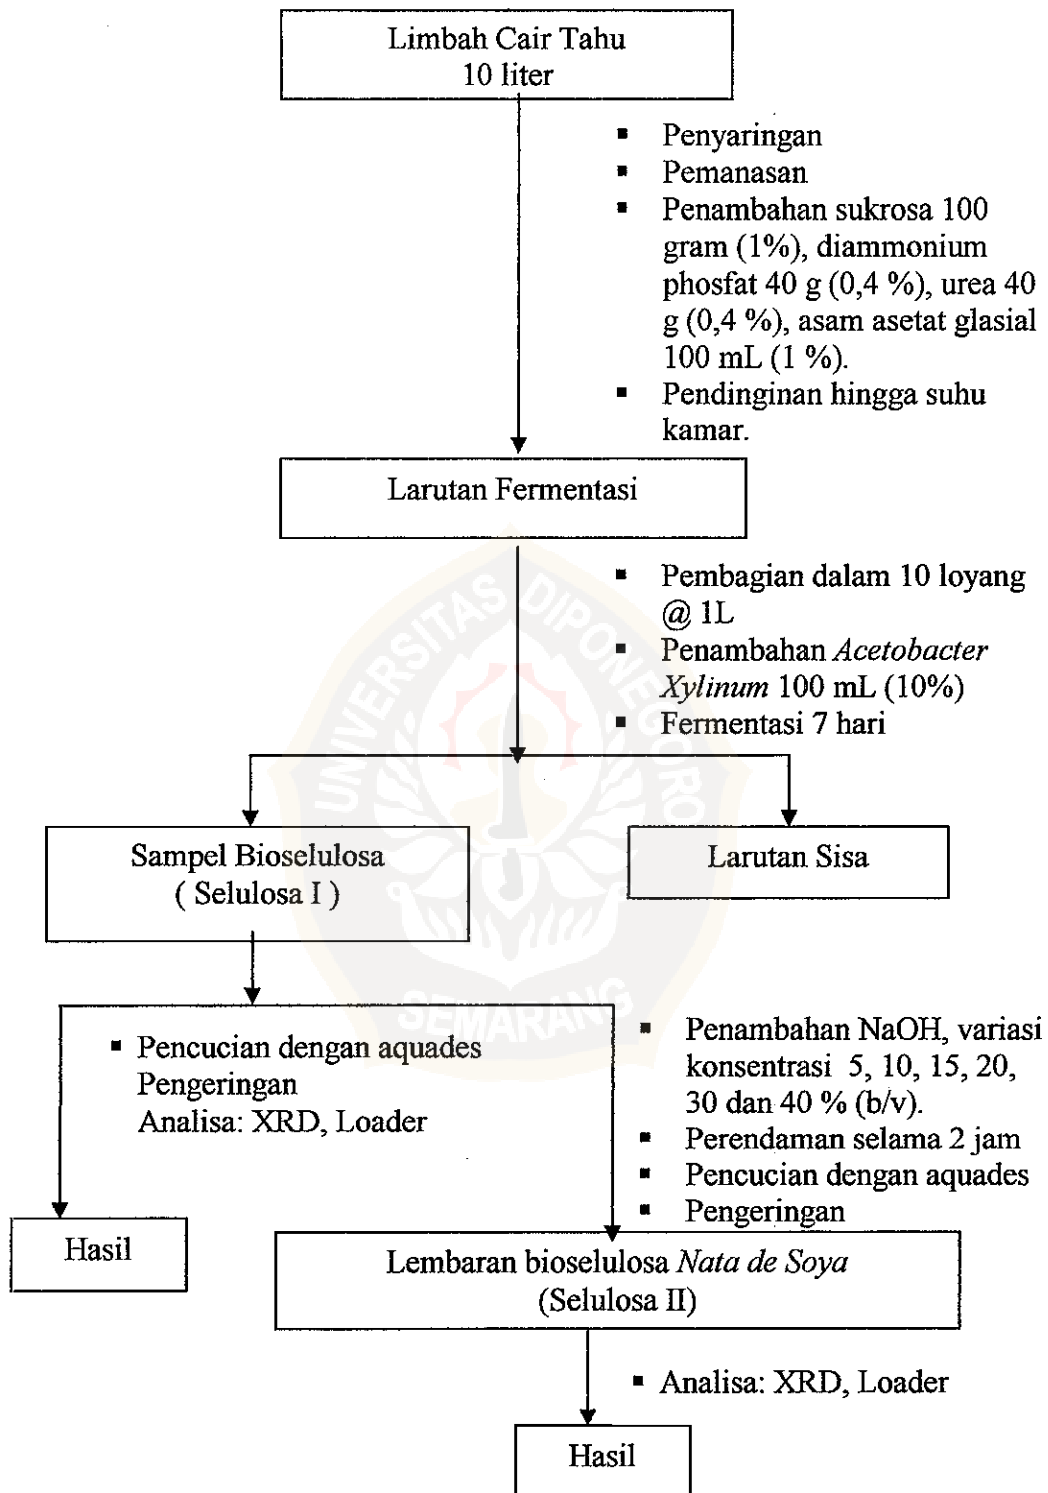 Limbah Cair Tahu
10 liter
▪ Penyaringan
▪ Pemanasan
▪ Penambahan sukrosa 100
gram (1%), diammonium
phosfat 40 g (0,4 %), urea 40
g (0,4 %), asam asetat glasial
100 mL (1 %).
▪ Pendinginan hingga suhu
kamar.
Larutan Fermentasi
▪ Pembagian dalam 10 loyang
@ 1L
▪ Penambahan Acetobacter
Xylinum 100 mL (10%)
▪ Fermentasi 7 hari
Sampel Bioselulosa
( Selulosa I )
Larutan Sisa
▪ Pencucian dengan aquades
Pengeringan
Analisa: XRD, Loader
▪ Penambahan NaOH, variasi
konsentrasi 5, 10, 15, 20,
30 dan 40 % (b/v).
▪ Perendaman selama 2 jam
▪ Pencucian dengan aquades
▪ Pengeringan
Hasil
Lembaran bioselulosa Nata de Soya
(Selulosa II)
▪ Analisa: XRD, Loader
Hasil
UNIVERSITAS DIPONEGORO
SEMARANG